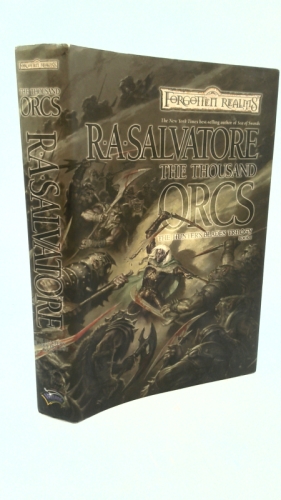 FORGOTTEN REALMS
THE THOUSAND
ORCS
R.A. SALVATORE
FORGOTTEN REALMS
The New York Times best-selling author of Sea of Swords
R.A. SALVATORE
THE THOUSAND
ORCS
THE HUNTER'S BLADES TRILOGY